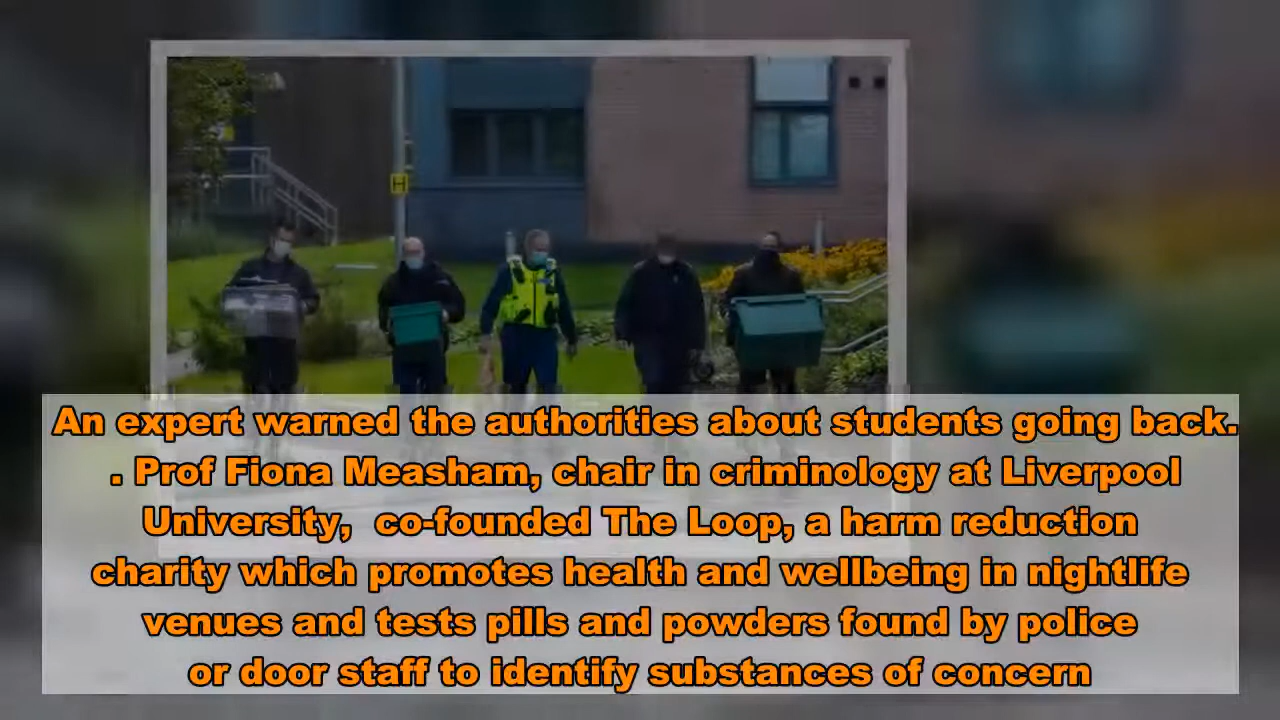 H
An expert warned the authorities about students going back.
. Prof Fiona Measham, chair in criminology at Liverpool
University,  co-founded The Loop, a harm reduction
charity which promotes health and wellbeing in nightlife
venues and tests pills and powders found by police
or door staff to identify substances of concern